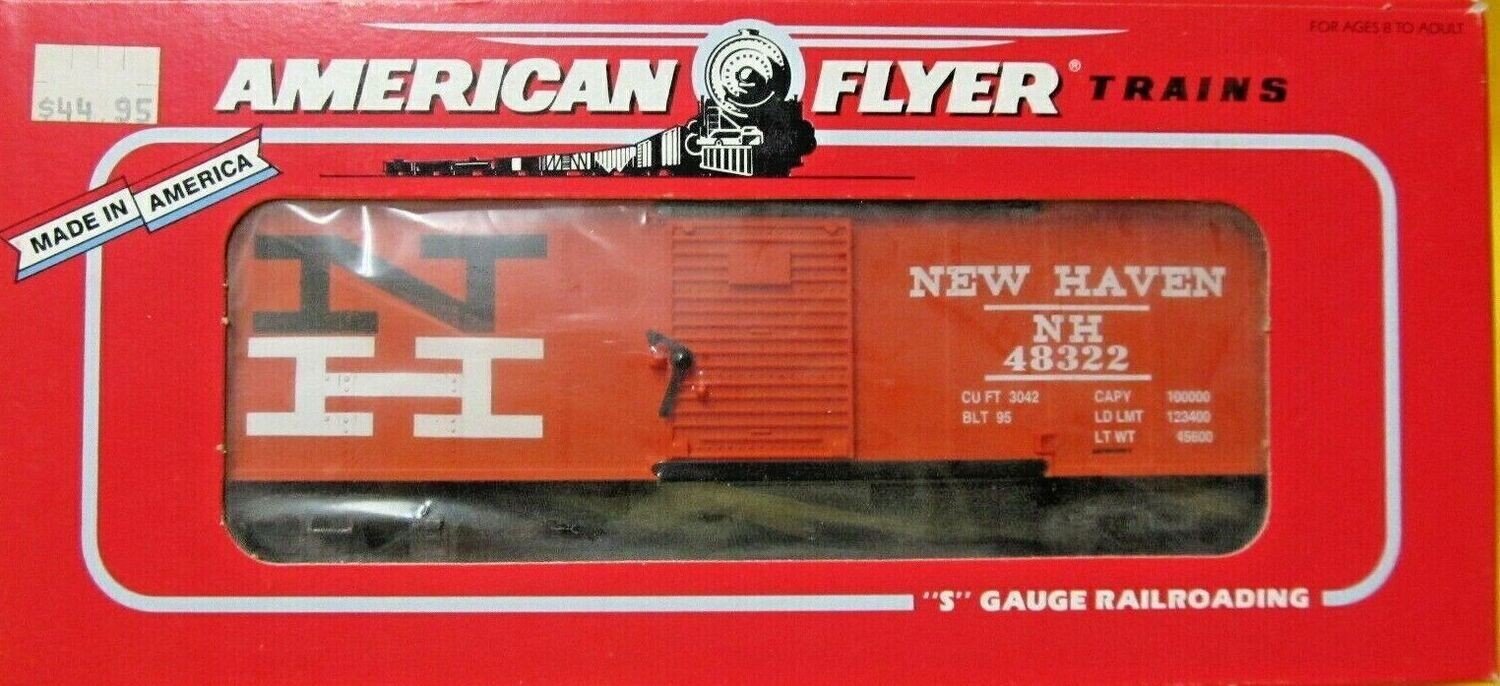 FOR AGES 8 TO ADULT
$44.95
AMERICAN FLYER® TRAINS
MADE IN AMERICA
N
H
NEW HAVEN
NH
48322
CU FT 3042 CAPY 100000
BLT 95 LD LMT 123400
LT WT 45600
"S" GAUGE RAILROADING